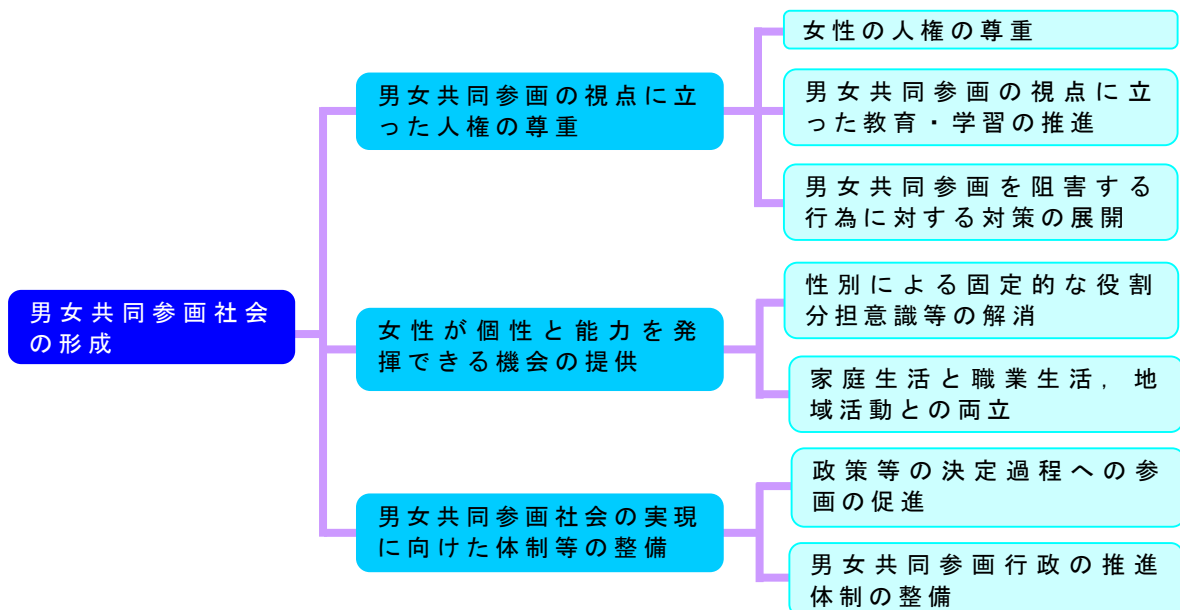 男女共同参画社会
の形成
男女共同参画の視点に立
った人権の尊重
女性の人権の尊重
男女共同参画の視点に立
った教育・学習の推進
男女共同参画を阻害する
行為に対する対策の展開
女性が個性と能力を発
揮できる機会の提供
性別による固定的な役割
分担意識等の解消
家庭生活と職業生活，地
域活動との両立
男女共同参画社会の実現
に向けた体制等の整備
政策等の決定過程への参
画の促進
男女共同参画行政の推進
体制の整備